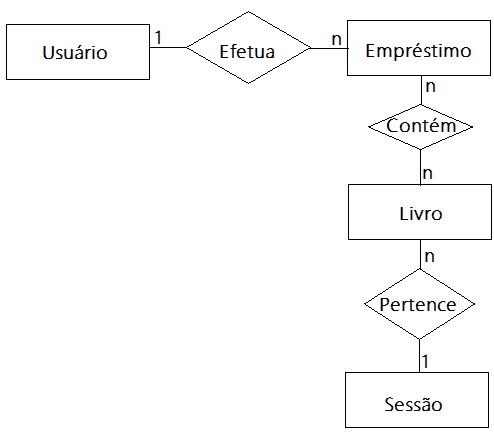 Usuário
1
Efetua
n
Empréstimo
n
Contém
n
Livro
n
Pertence
1
Sessão